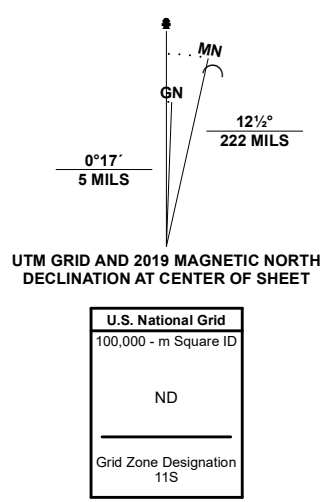 MN
GN
12½°
222 MILS
0°17´
5 MILS
UTM GRID AND 2019 MAGNETIC NORTH
DECLINATION AT CENTER OF SHEET
U.S. National Grid
100,000 - m Square ID
ND
Grid Zone Designation
11S